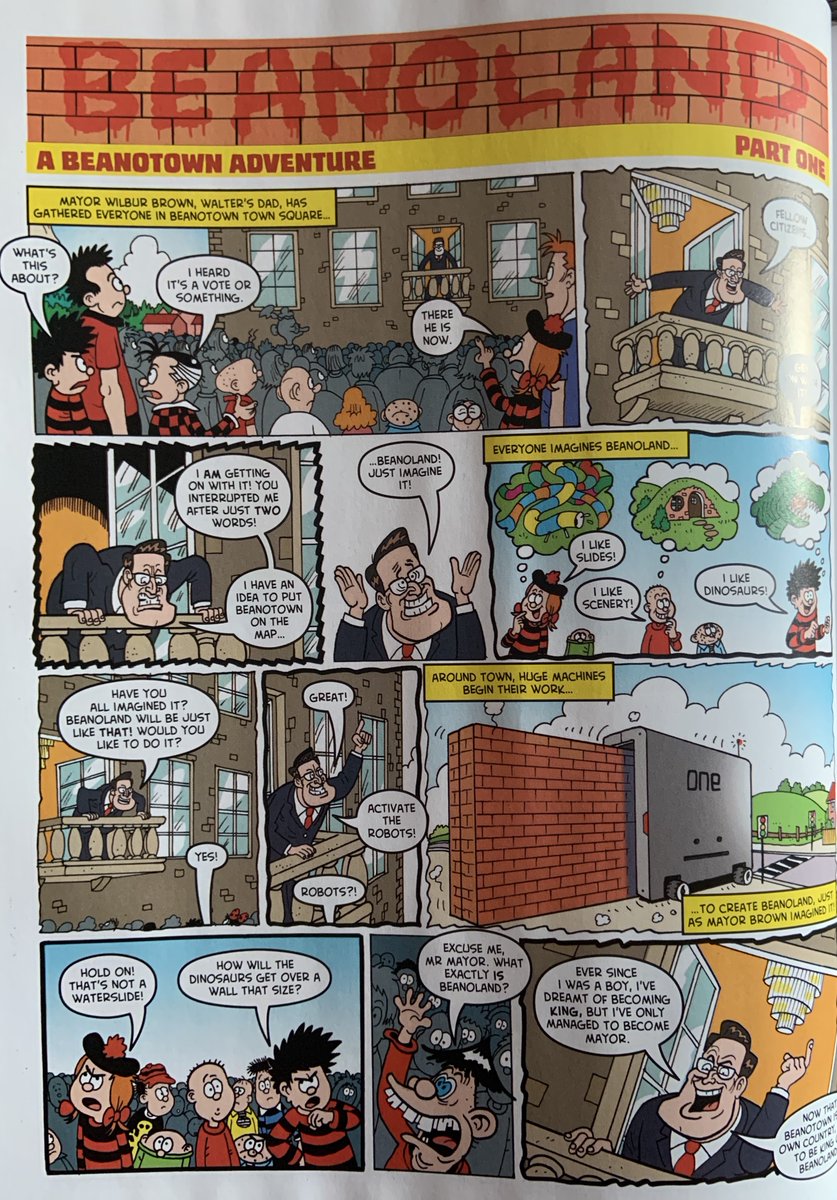 BEANOLAND
A BEANOTOWN ADVENTURE
PART ONE
MAYOR WILBUR BROWN, WALTER'S DAD, HAS
GATHERED EVERYONE IN BEANOTOWN TOWN SQUARE...
WHAT'S
THIS
ABOUT?
I HEARD
IT'S A VOTE OR
SOMETHING.
THERE
HE IS
NOW.
FELLOW
CITIZENS...
I AM GETTING
ON WITH IT! YOU
INTERRUPTED ME
AFTER JUST TWO
WORDS!
I HAVE AN
IDEA TO PUT
BEANOTOWN
ON THE
MAP...
...BEANOLAND!
JUST IMAGINE
IT!
EVERYONE IMAGINES BEANOLAND...
I LIKE
SLIDES!
I LIKE
SCENERY!
I LIKE
DINOSAURS!
HAVE YOU
ALL IMAGINED IT?
BEANOLAND WILL BE JUST
LIKE THAT! WOULD YOU
LIKE TO DO IT?
YES!
GREAT!
ACTIVATE
THE
ROBOTS!
ROBOTS?!
AROUND TOWN, HUGE MACHINES
BEGIN THEIR WORK...
one
...TO CREATE BEANOLAND, JUST
AS MAYOR BROWN IMAGINED IT!
HOLD ON!
THAT'S NOT A
WATERSLIDE!
HOW WILL THE
DINOSAURS GET OVER A
WALL THAT SIZE?
EXCUSE ME,
MR MAYOR. WHAT
EXACTLY IS
BEANOLAND?
EVER SINCE
I WAS A BOY, I'VE
DREAMT OF BECOMING
KING, BUT I'VE ONLY
MANAGED TO BECOME
MAYOR.
NOW THAT
BEANOTOWN
OWN COUNTRY,
TO BE KING